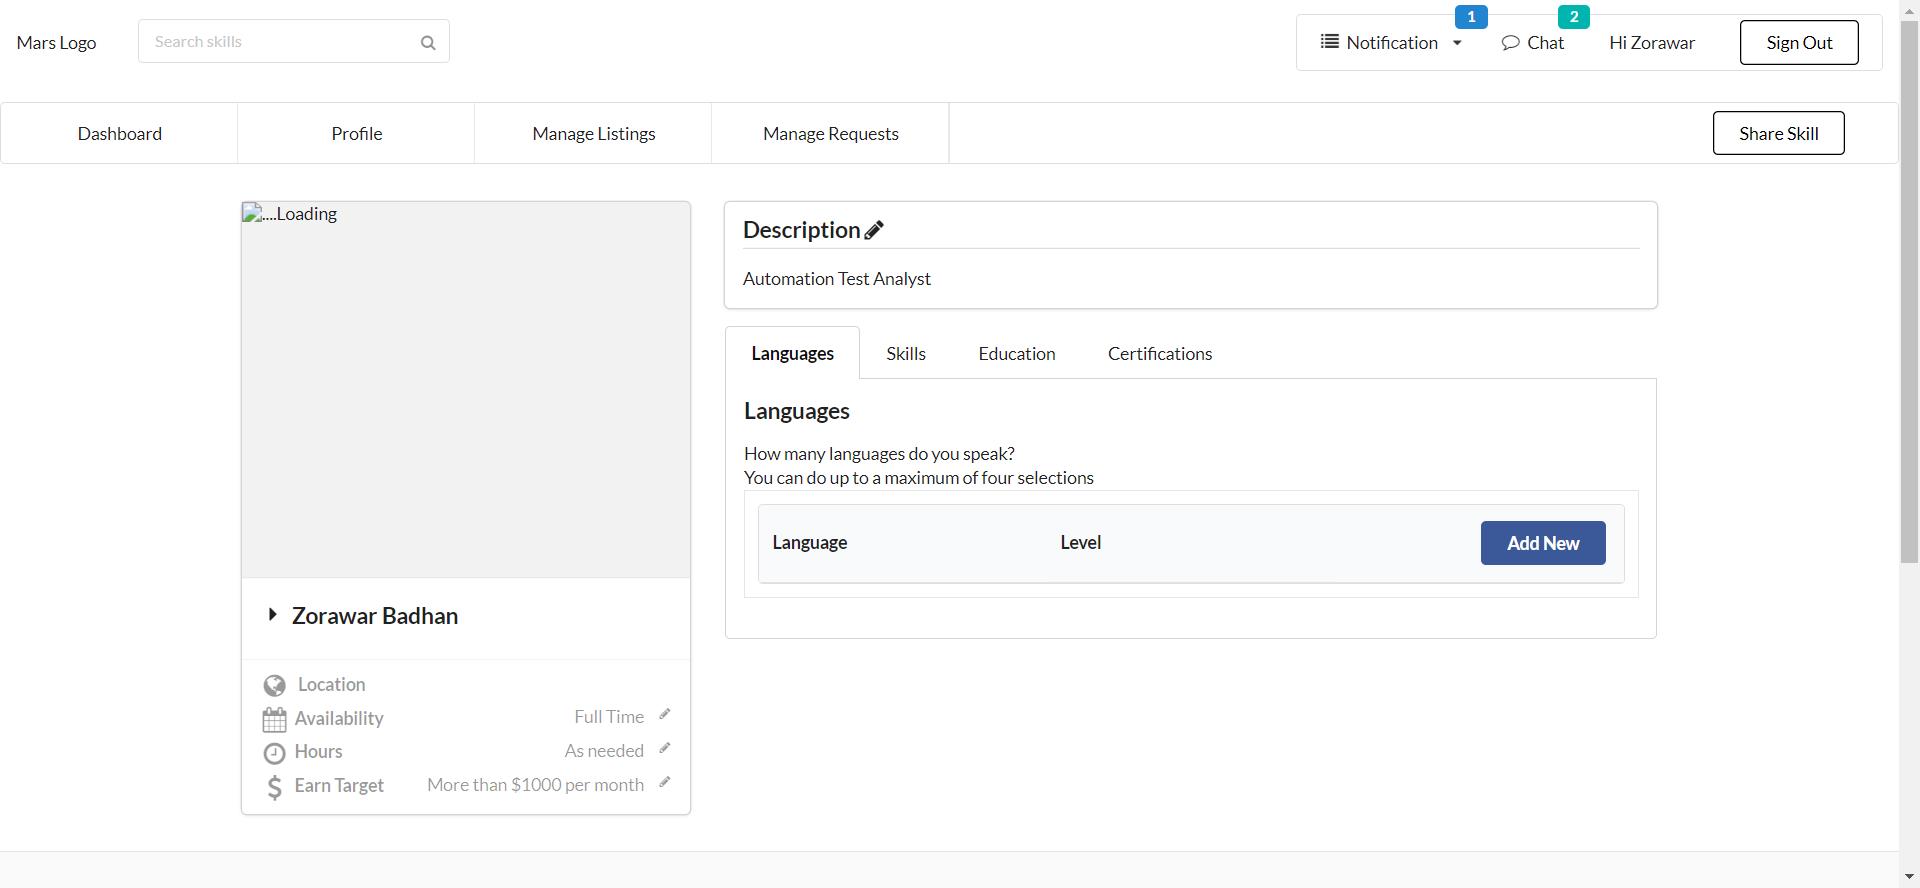 Mars Logo
Search skills
1
2
Notification
Chat
Hi Zorawar
Sign Out
Dashboard
Profile
Manage Listings
Manage Requests
Share Skill
....Loading
Zorawar Badhan
Location
Availability
Full Time
Hours
As needed
Earn Target
More than $1000 per month
Description
Automation Test Analyst
Languages
Skills
Education
Certifications
Languages
How many languages do you speak?
You can do up to a maximum of four selections
Language
Level
Add New